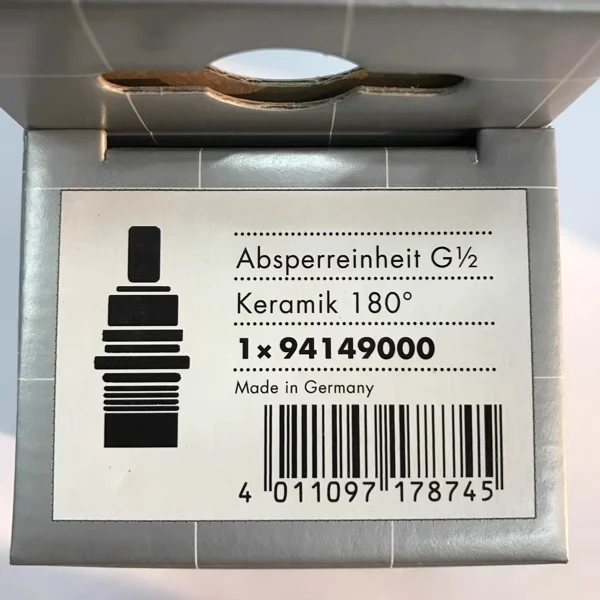 Absperreinheit G½
Keramik 180°
1× 94149000
Made in Germany
4 011097 178745